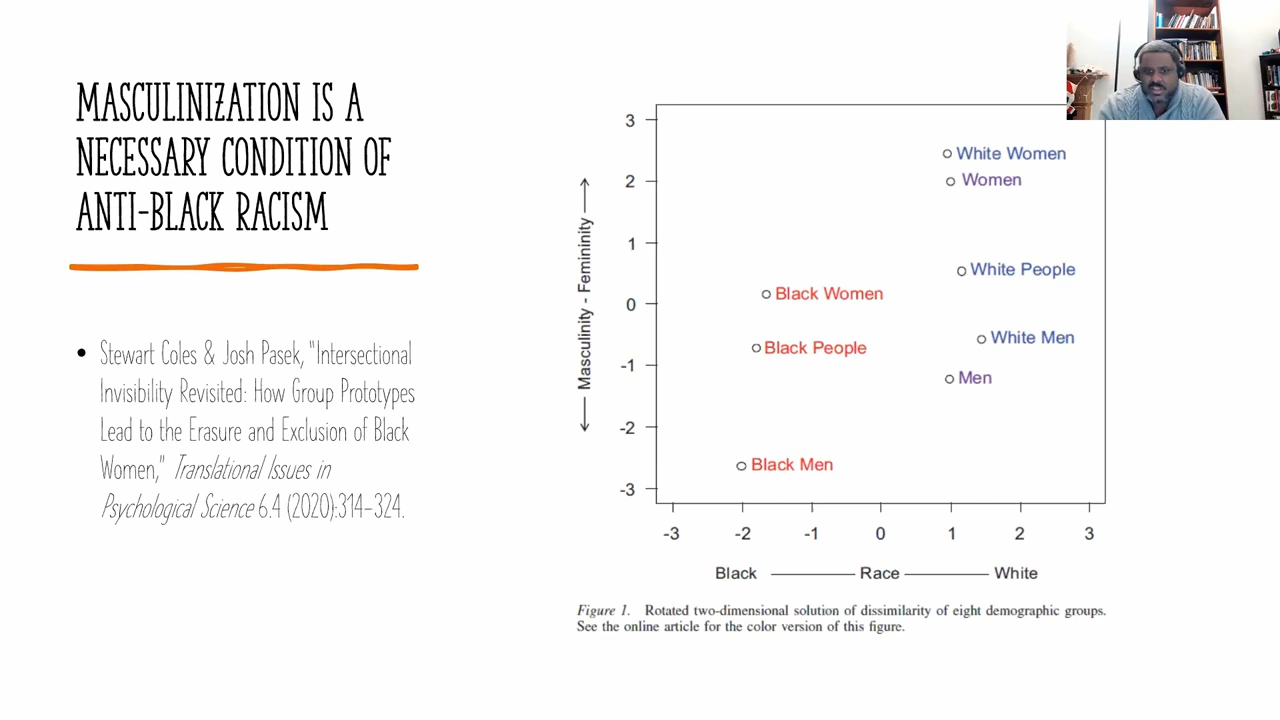 MASCULINIZATION IS A
NECESSARY CONDITION OF
ANTI-BLACK RACISM
• Stewart Coles & Josh Pasek, "Intersectional
Invisibility Revisited: How Group Prototypes
Lead to the Erasure and Exclusion of Black
Women," Translational Issues in
Psychological Science 6.4 (2020):314–324.
Masculinity - Femininity
3
2
1
0
-1
-2
-3
White Women
Women
White People
Black Women
White Men
Black People
Men
Black Men
-3 -2 -1 0 1 2 3
Black Race White
Figure 1. Rotated two-dimensional solution of dissimilarity of eight demographic groups.
See the online article for the color version of this figure.